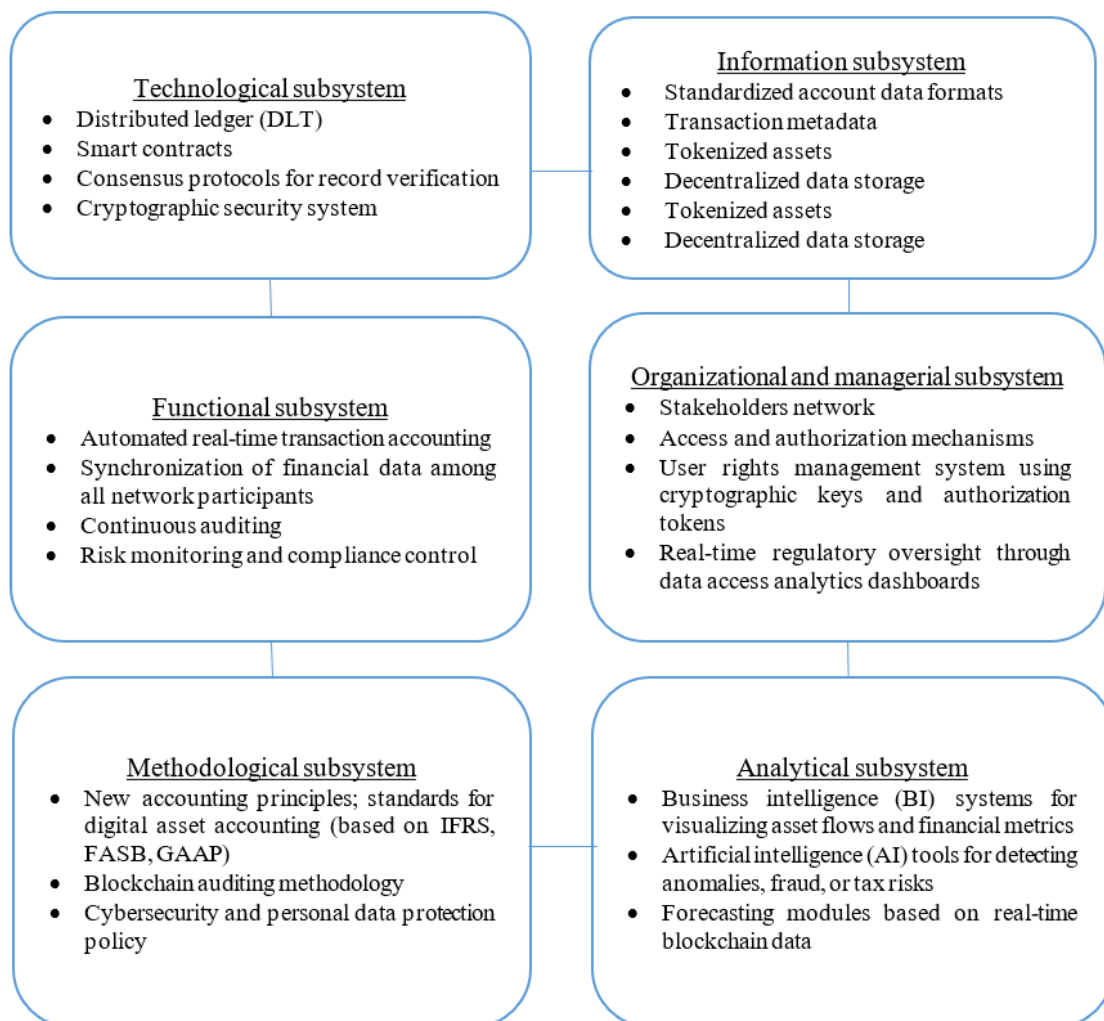 Technological subsystem
• Distributed ledger (DLT)
• Smart contracts
• Consensus protocols for record verification
• Cryptographic security system
Information subsystem
• Standardized account data formats
• Transaction metadata
• Tokenized assets
• Decentralized data storage
• Tokenized assets
• Decentralized data storage
Functional subsystem
• Automated real-time transaction accounting
• Synchronization of financial data among
all network participants
• Continuous auditing
• Risk monitoring and compliance control
Organizational and managerial subsystem
• Stakeholders network
• Access and authorization mechanisms
• User rights management system using
cryptographic keys and authorization
tokens
• Real-time regulatory oversight through
data access analytics dashboards
Methodological subsystem
• New accounting principles; standards for
digital asset accounting (based on IFRS,
FASB, GAAP)
• Blockchain auditing methodology
• Cybersecurity and personal data protection
policy
Analytical subsystem
• Business intelligence (BI) systems for
visualizing asset flows and financial metrics
• Artificial intelligence (AI) tools for detecting
anomalies, fraud, or tax risks
• Forecasting modules based on real-time
blockchain data